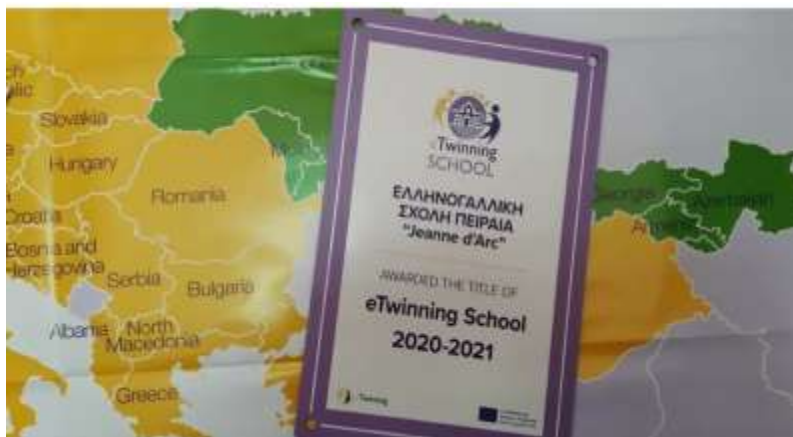 Slovakia
Hungary
Romania
Croatia
Bosnia and
Herzegovina
Serbia
Bulgaria
Albania
North
Macedonia
Greece
Georgia
Armenia
Azerbaijan
eTwinning
SCHOOL
ΕΛΛΗΝΟΓΑΛΛΙΚΗ
ΣΧΟΛΗ ΠΕΙΡΑΙΑ
"Jeanne d'Arc"
AWARDED THE TITLE OF
eTwinning School
2020-2021